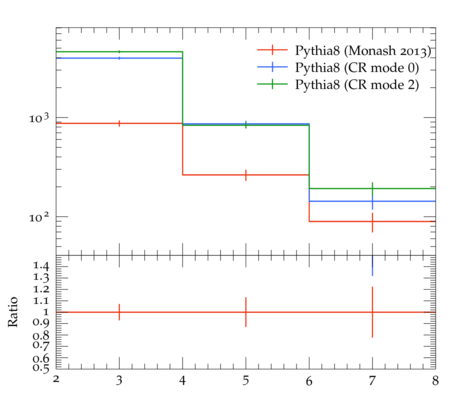 Pythia8 (Monash 2013)
Pythia8 (CR mode 0)
Pythia8 (CR mode 2)
10³
10²
1.4
1.3
1.2
1.1
1
0.9
0.8
0.7
0.6
0.5
Ratio
2 3 4 5 6 7 8